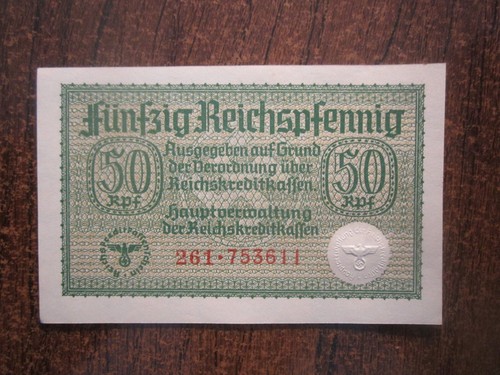 Fünfzig Reichspfennig
50 Rpf
Ausgegeben auf Grund
der Verordnung über
Reichskreditkassen.
50 Rpf
Hauptverwaltung
der Reichskreditkassen
261·753611